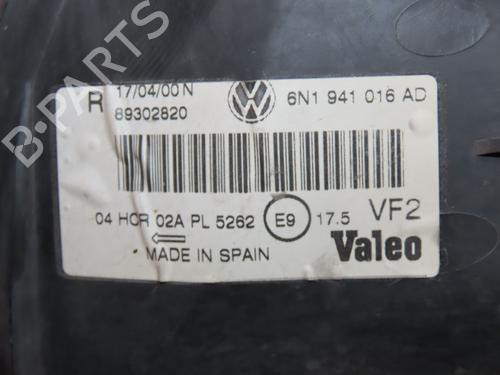 B-PARTS
R 17/04/00 N
89302820
6N1 941 016 AD
04 HCR 02A PL 5262 E9 17.5 VF2
MADE IN SPAIN
Valeo